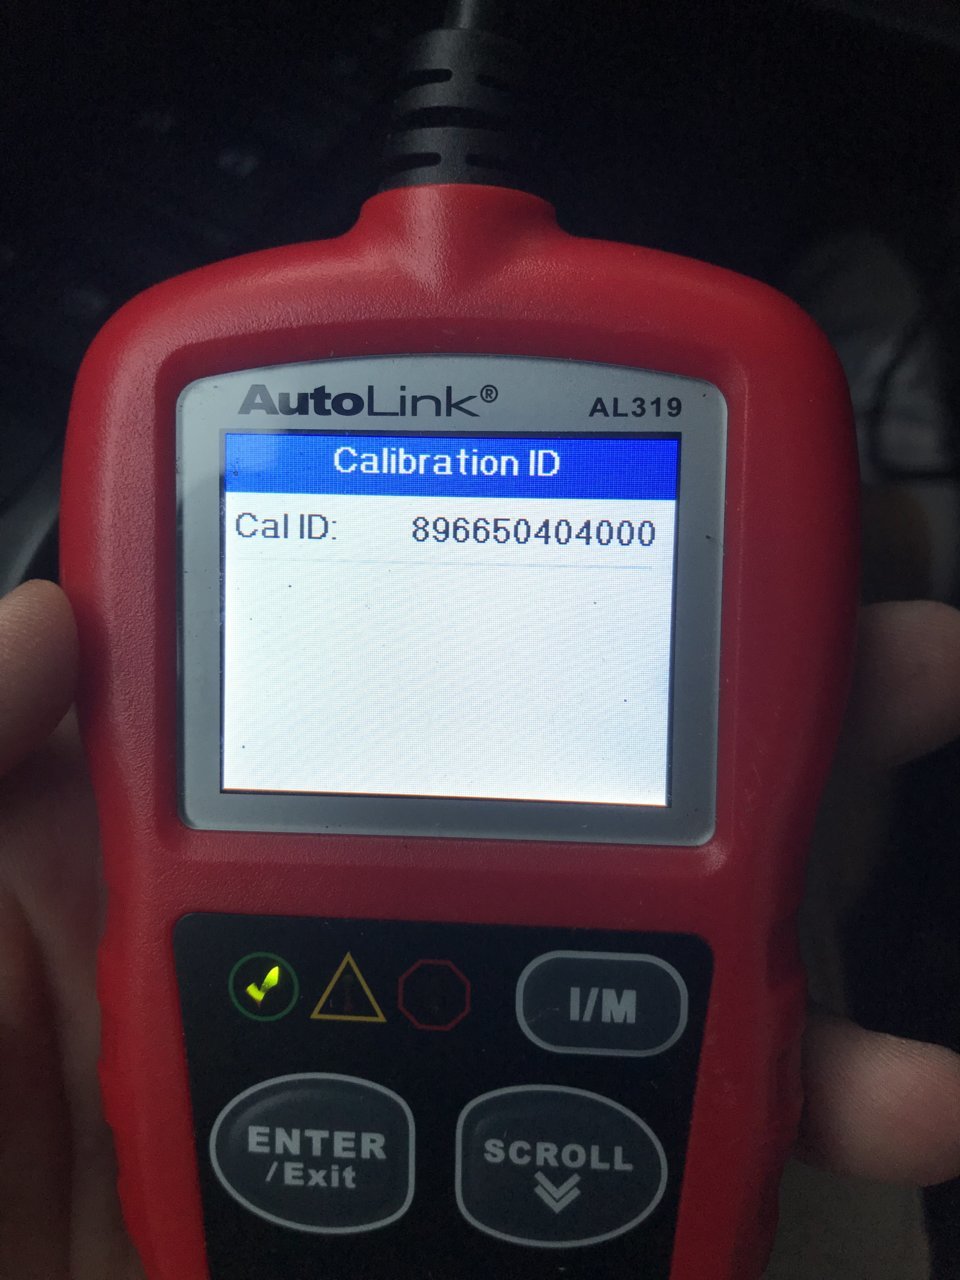 AutoLink® AL319
Calibration ID
Cal ID: 896650404000
I/M
ENTER
/Exit
SCROLL